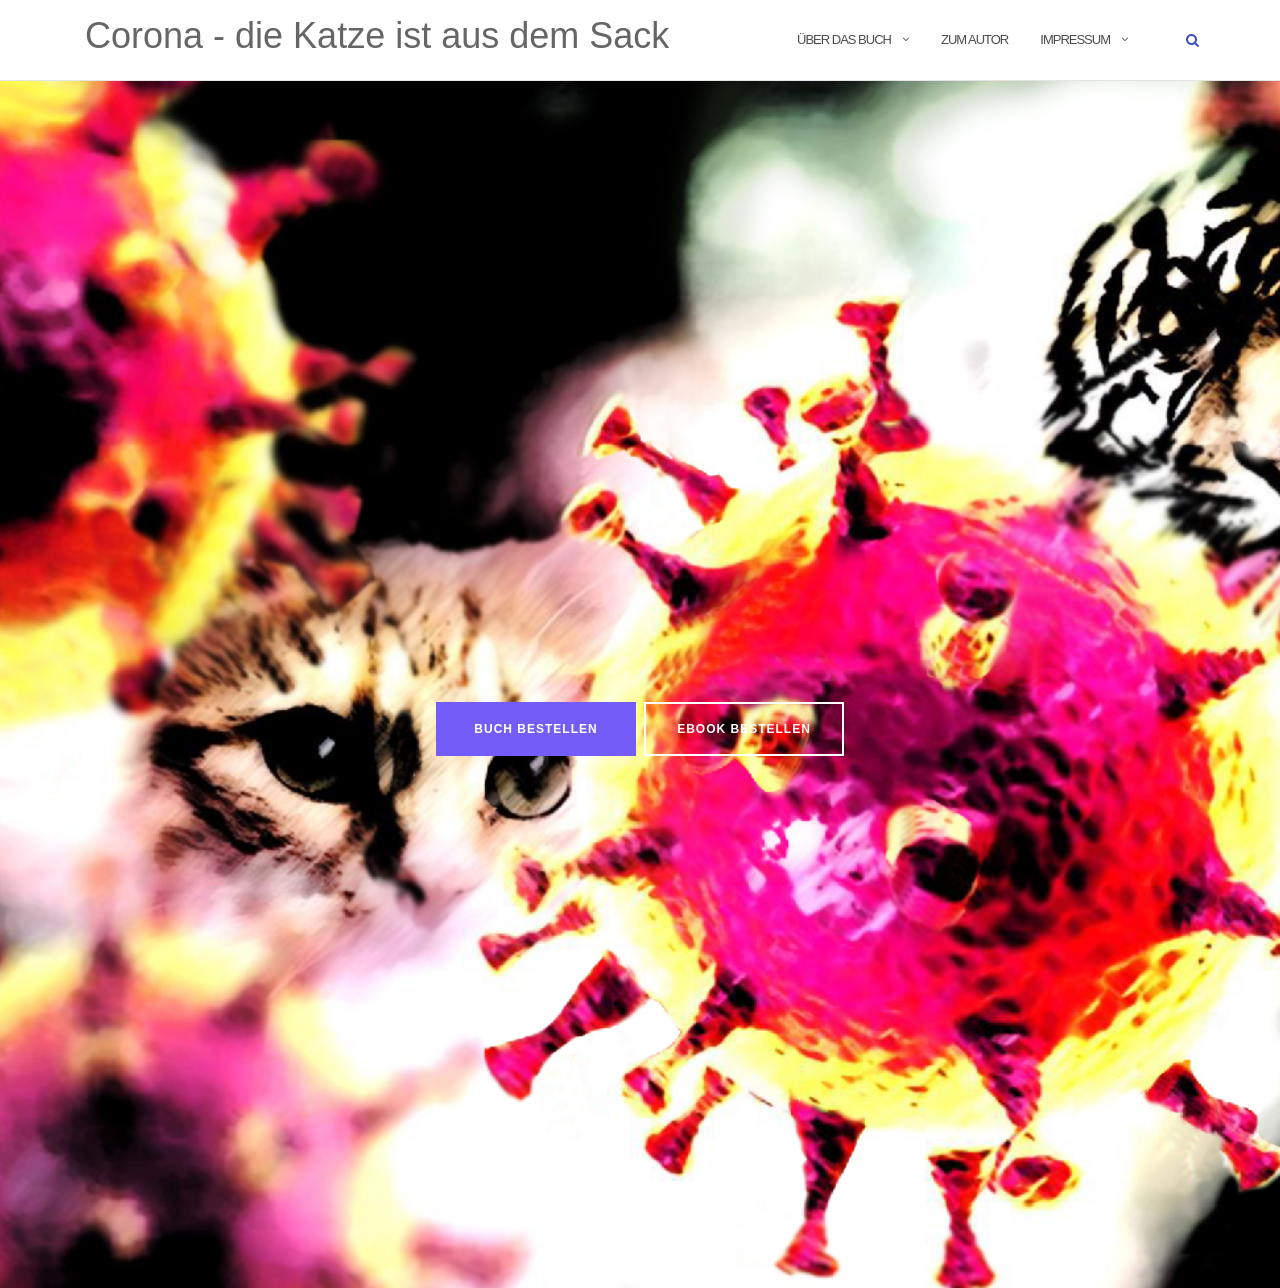 Corona - die Katze ist aus dem Sack
ÜBER DAS BUCH ZUM AUTOR IMPRESSUM
BUCH BESTELLEN EBOOK BESTELLEN